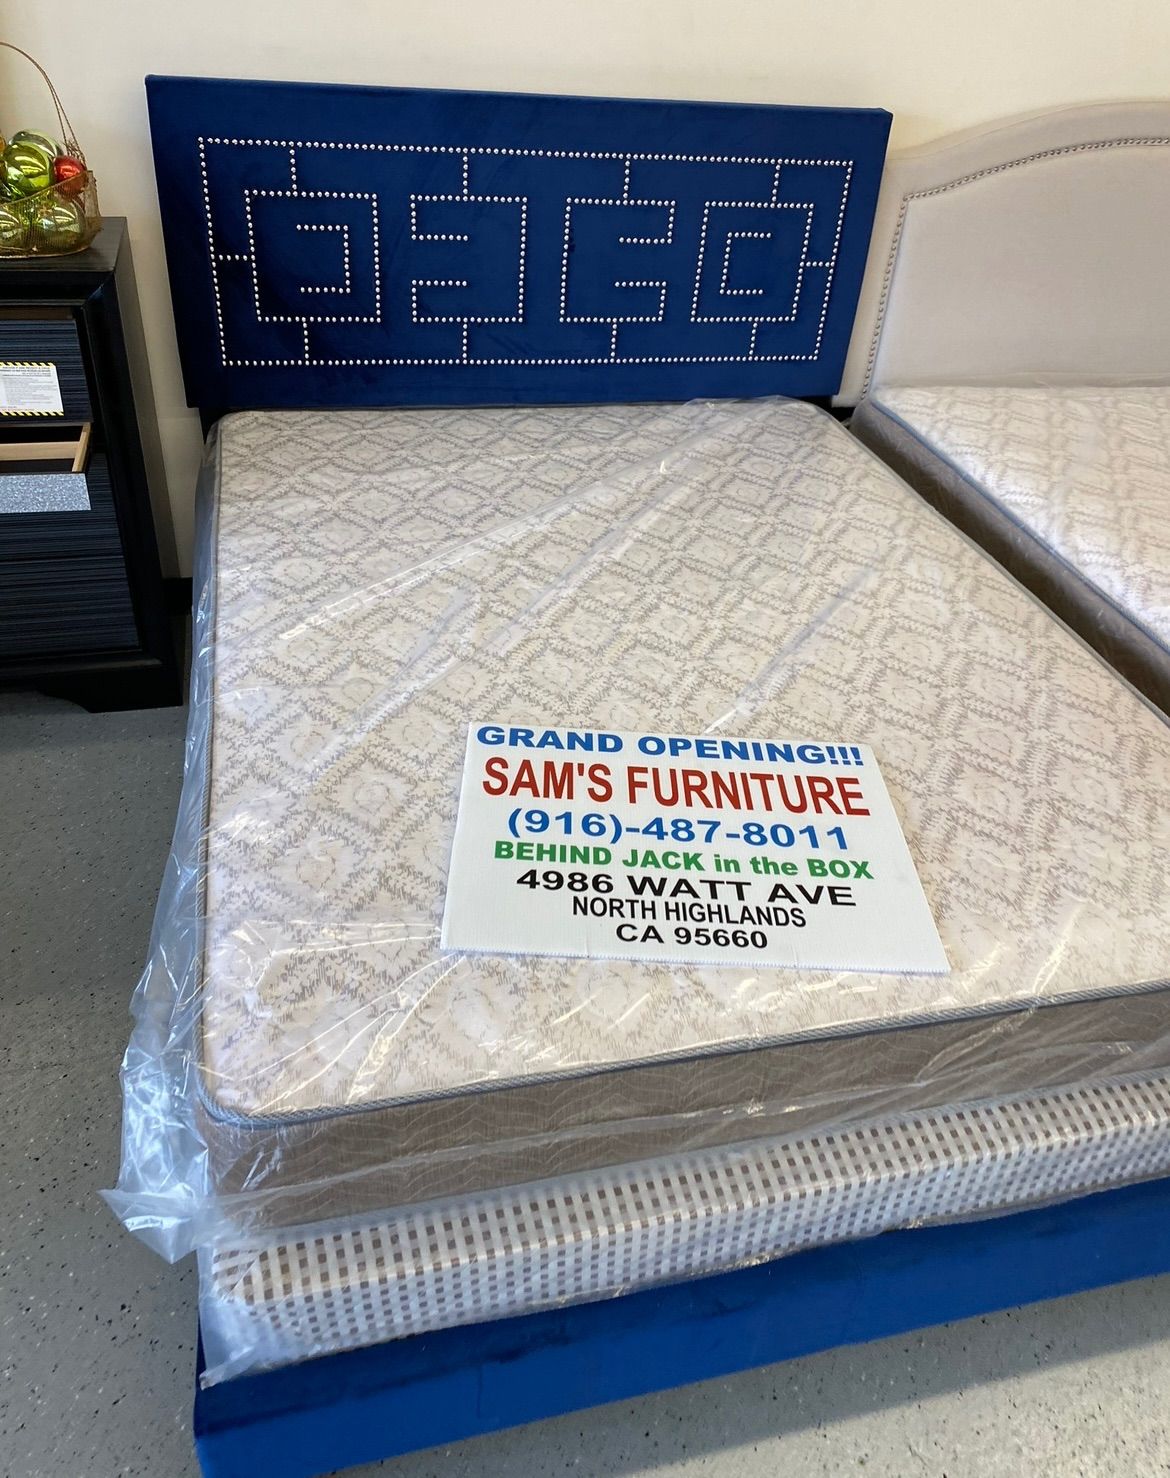 GRAND OPENING!!!
SAM'S FURNITURE
(916)-487-8011
BEHIND JACK in the BOX
4986 WATT AVE
NORTH HIGHLANDS
CA 95660